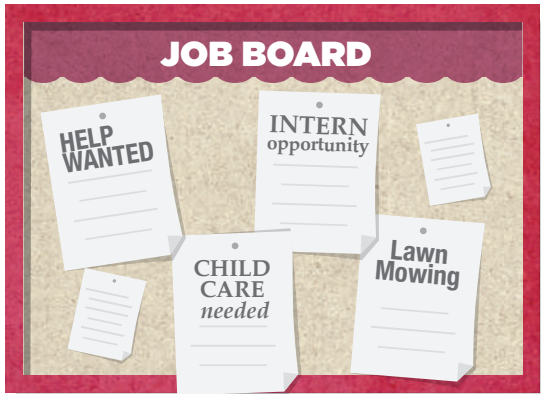 JOB BOARD
HELP
WANTED
INTERN
opportunity
CHILD
CARE
needed
Lawn
Mowing